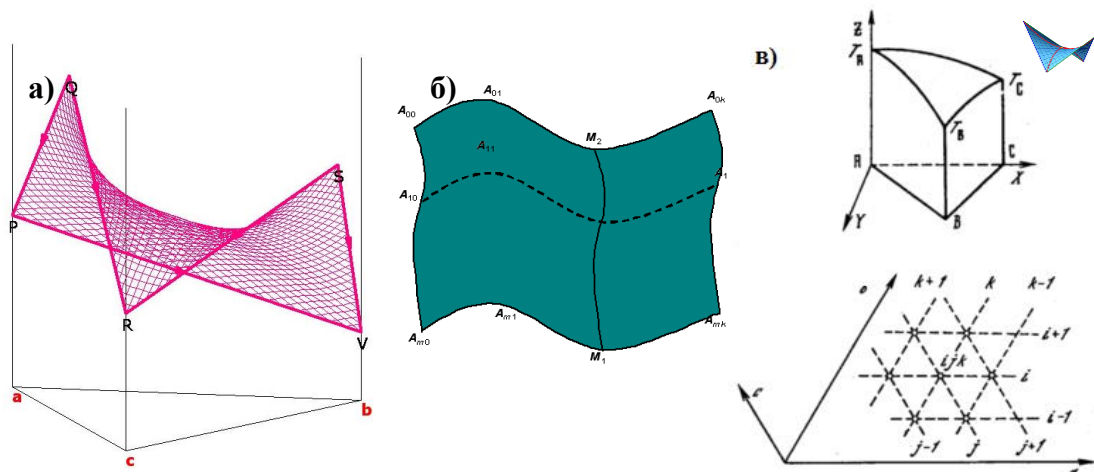 а)
Q
S
P
R
V
a
b
c
б)
A00
A01
A0k
M2
A11
A10
A1
Am0
Am1
M1
Amk
в)
Z
TA
TC
TB
A
C
X
Y
B
k+1
k
k-1
i+1
ijk
i
i-1
j-1
j
j+1